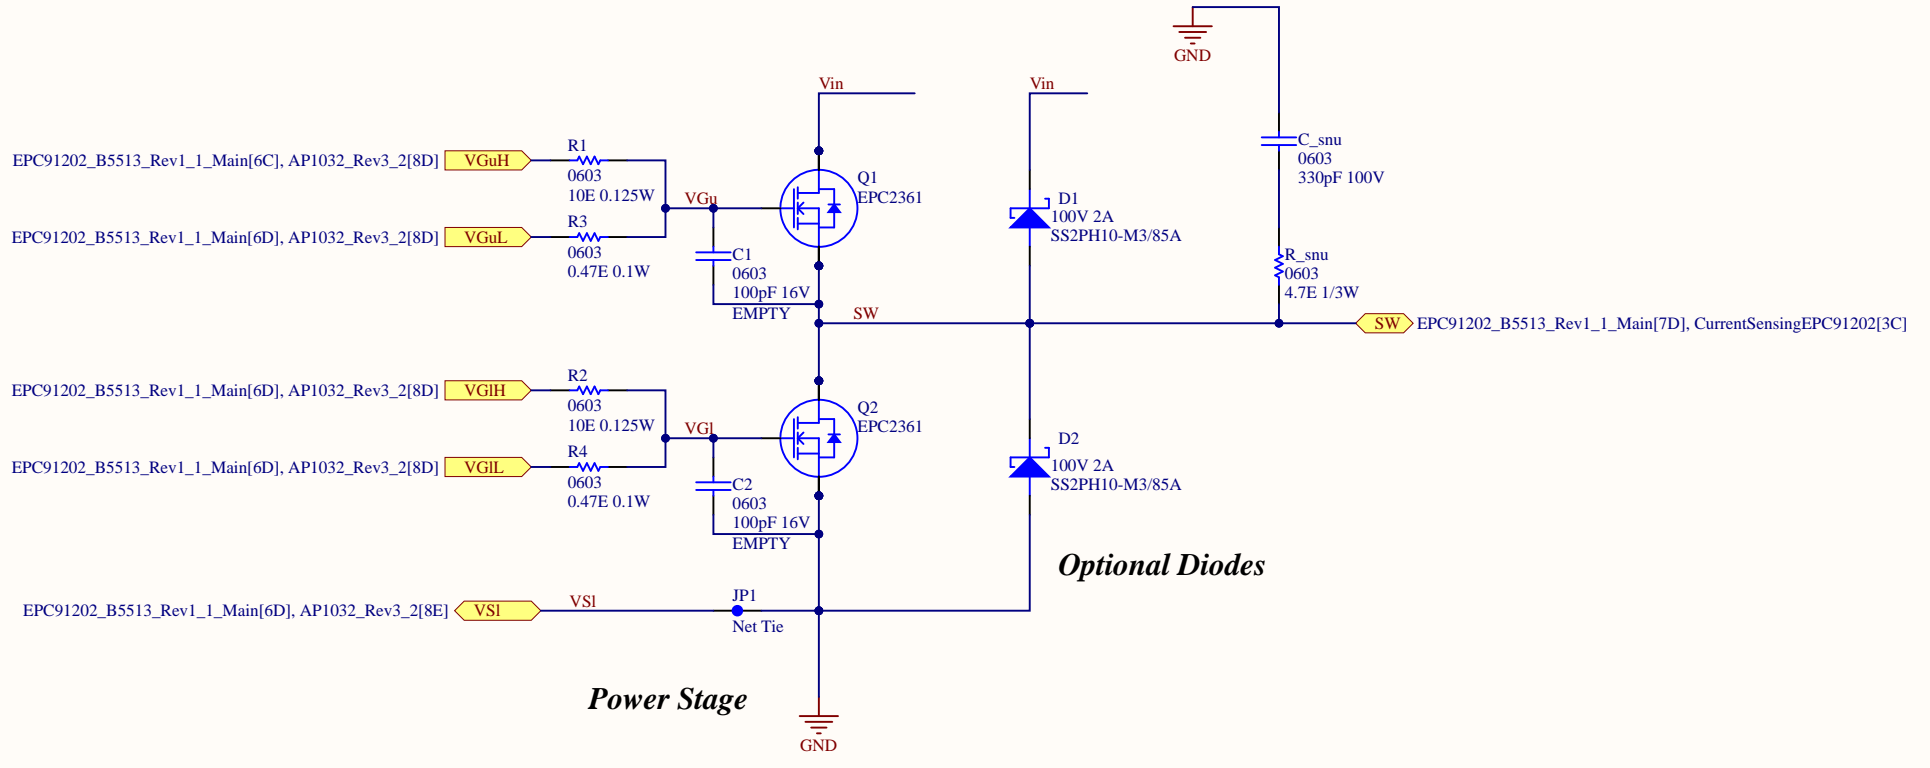 GND
Vin
Vin
R1
C_snu
0603
330pF 100V
EPC91202_B5513_Rev1_1_Main[6C], AP1032_Rev3_2[8D]
VGuH
0603
10E 0.125W
Q1
EPC2361
VGu
D1
100V 2A
SS2PH10-M3/85A
R3
EPC91202_B5513_Rev1_1_Main[6D], AP1032_Rev3_2[8D]
VGuL
0603
0.47E 0.1W
C1
0603
100pF 16V
EMPTY
R_snu
0603
4.7E 1/3W
SW
SW
EPC91202_B5513_Rev1_1_Main[7D], CurrentSensingEPC91202[3C]
R2
EPC91202_B5513_Rev1_1_Main[6D], AP1032_Rev3_2[8D]
VGlH
0603
10E 0.125W
Q2
EPC2361
VGl
D2
100V 2A
SS2PH10-M3/85A
R4
EPC91202_B5513_Rev1_1_Main[6D], AP1032_Rev3_2[8D]
VGlL
0603
0.47E 0.1W
C2
0603
100pF 16V
EMPTY
Optional Diodes
EPC91202_B5513_Rev1_1_Main[6D], AP1032_Rev3_2[8E]
VSl
VSl
JP1
Net Tie
Power Stage
GND